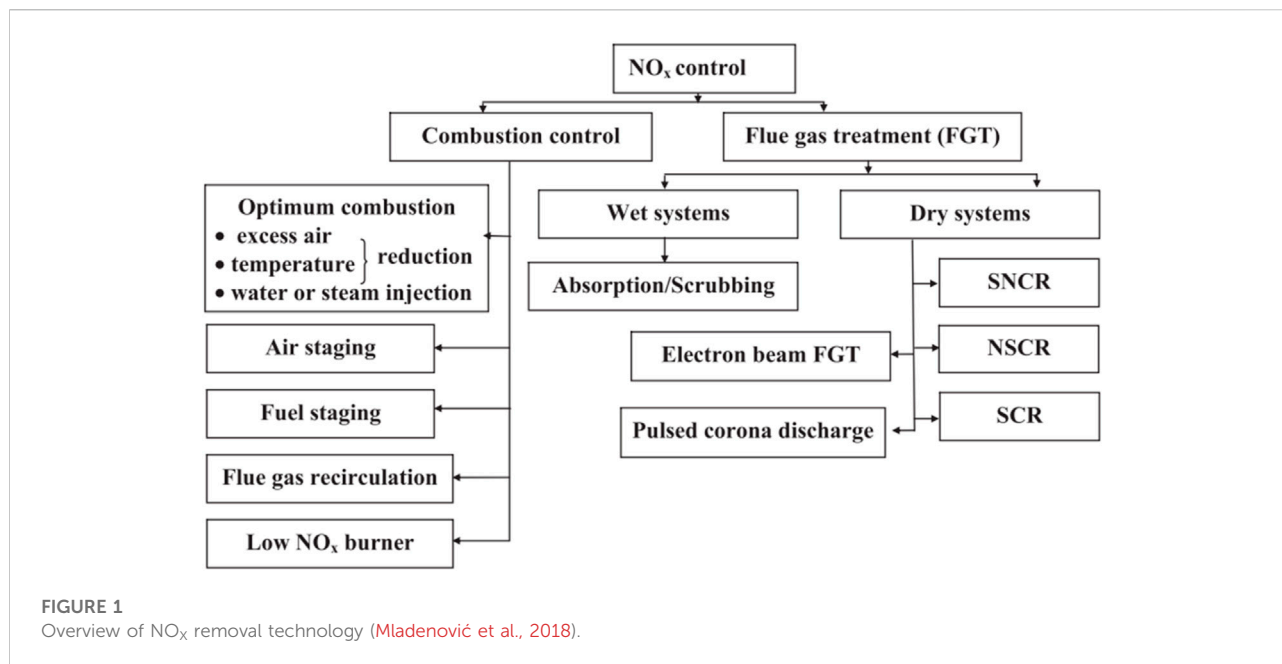 NOx control
Combustion control
Flue gas treatment (FGT)
Optimum combustion
• excess air
• temperature } reduction
• water or steam injection
Air staging
Fuel staging
Flue gas recirculation
Low NOx burner
Wet systems
Absorption/Scrubbing
Dry systems
SNCR
Electron beam FGT
NSCR
Pulsed corona discharge
SCR
FIGURE 1
Overview of NOX removal technology (Mladenović et al., 2018).